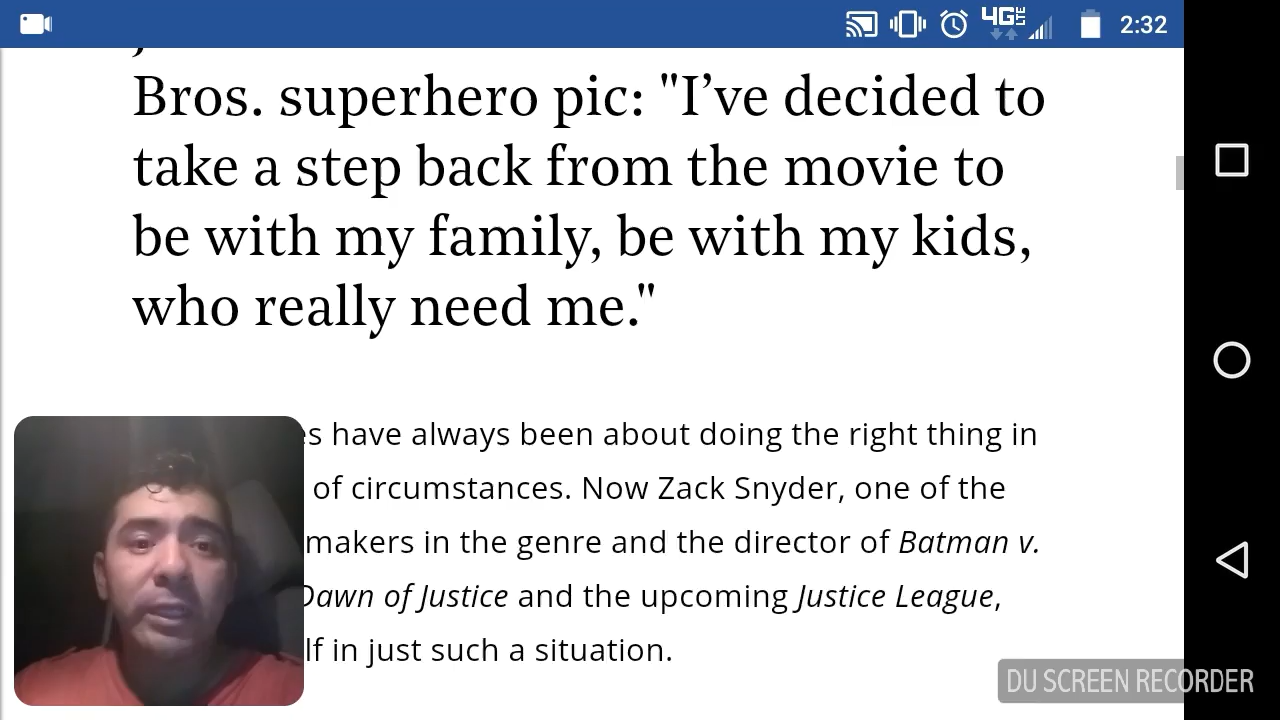 4G LTE 2:32
Bros. superhero pic: "I’ve decided to
take a step back from the movie to
be with my family, be with my kids,
who really need me."
es have always been about doing the right thing in
of circumstances. Now Zack Snyder, one of the
makers in the genre and the director of Batman v.
Dawn of Justice and the upcoming Justice League,
lf in just such a situation.
DU SCREEN RECORDER